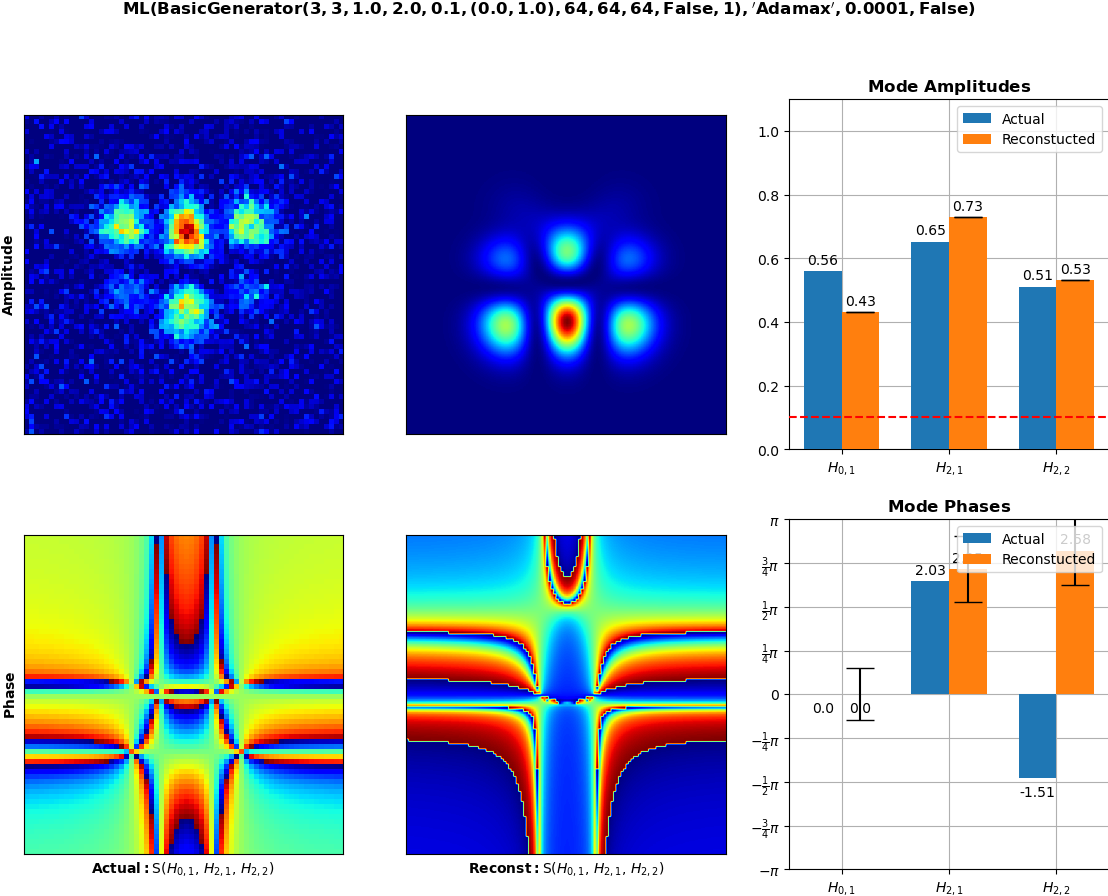 ML(BasicGenerator(3, 3, 1.0, 2.0, 0.1, (0.0, 1.0), 64, 64, 64, False, 1), 'Adamax', 0.0001, False)
Amplitude
Mode Amplitudes
Actual
Reconstucted
1.0
0.8
0.6
0.4
0.2
0.0
0.56
0.43
0.65
0.73
0.51
0.53
H0,1
H2,1
H2,2
Phase
Actual: S(H0,1, H2,1, H2,2)
Reconst: S(H0,1, H2,1, H2,2)
Mode Phases
Actual
Reconstucted
π
3/4π
1/2π
1/4π
0
−1/4π
−1/2π
−3/4π
−π
0.0
0.0
2.03
2.58
-1.51
H0,1
H2,1
H2,2